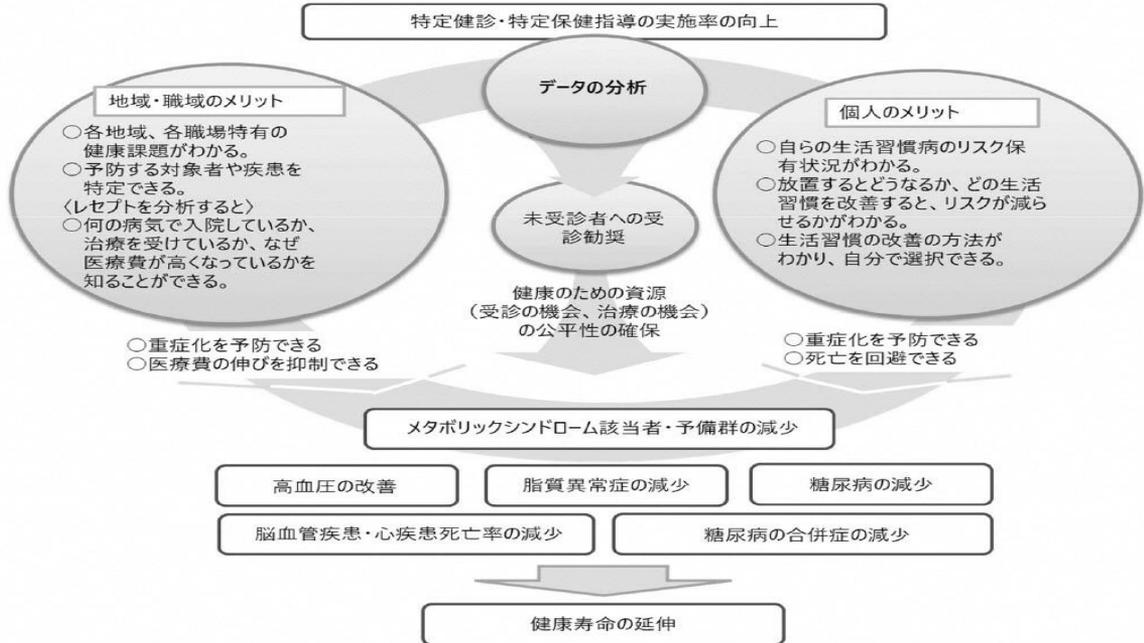 特定健診・特定保健指導の実施率の向上
データの分析
地域・職域のメリット
○各地域、各職場特有の
健康課題がわかる。
○予防する対象者や疾患を
特定できる。
〈レセプトを分析すると〉
○何の病気で入院しているか、
治療を受けているか、なぜ
医療費が高くなっているかを
知ることができる。
○重症化を予防できる
○医療費の伸びを抑制できる
未受診者への受
診勧奨
健康のための資源
（受診の機会、治療の機会）
の公平性の確保
個人のメリット
○自らの生活習慣病のリスク保
有状況がわかる。
○放置するとどうなるか、どの生活
習慣を改善すると、リスクが減ら
せるかがわかる。
○生活習慣の改善の方法が
わかり、自分で選択できる。
○重症化を予防できる
○死亡を回避できる
メタボリックシンドローム該当者・予備群の減少
高血圧の改善
脂質異常症の減少
糖尿病の減少
脳血管疾患・心疾患死亡率の減少
糖尿病の合併症の減少
健康寿命の延伸